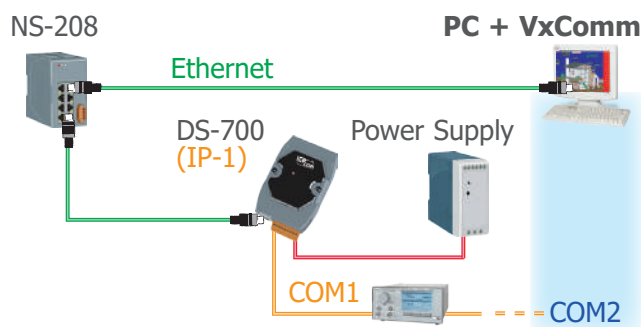 NS-208
PC + VxComm
Ethernet
DS-700
(IP-1)
Power Supply
COM1
COM2